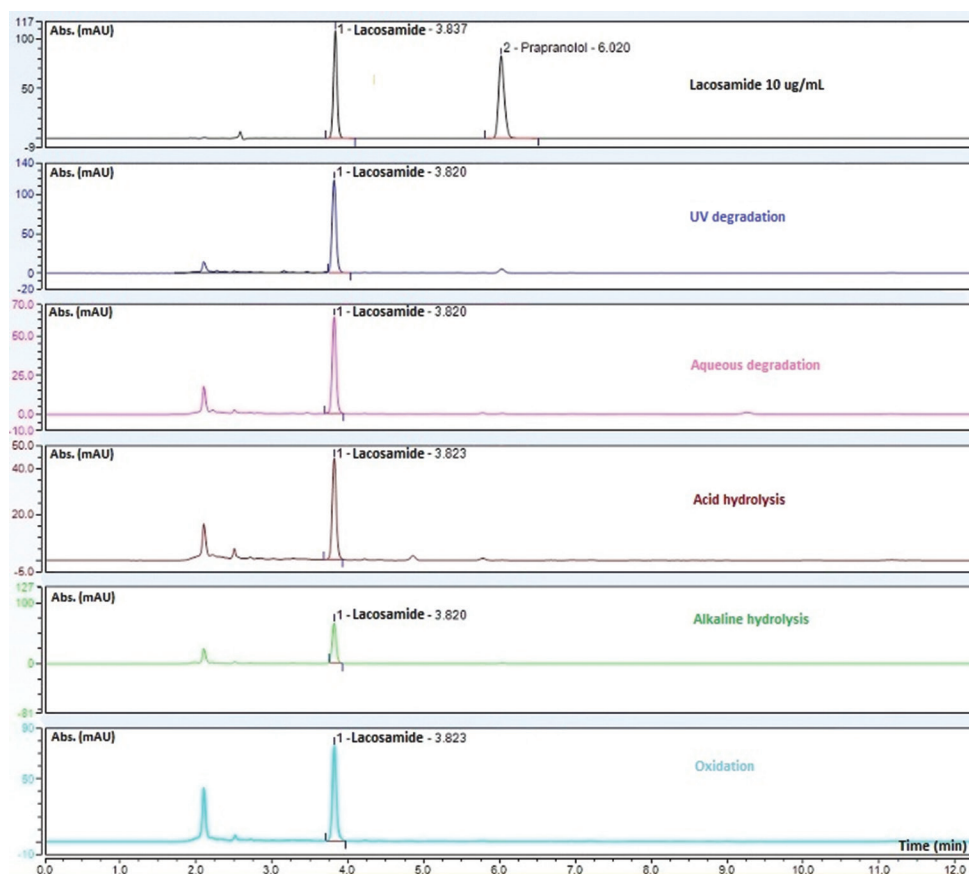 117
Abs. (mAU)
1 - Lacosamide - 3.837
100
2 - Prapranolol - 6.020
50
Lacosamide 10 ug/mL
-9
140
Abs. (mAU)
1 - Lacosamide - 3.820
100
UV degradation
50
0
-20
70.0
Abs. (mAU)
1 - Lacosamide - 3.820
50.0
Aqueous degradation
25.0
0.0
-10.0
60.0
Abs. (mAU)
1 - Lacosamide - 3.823
40.0
Acid hydrolysis
20.0
-5.0
127
Abs. (mAU)
100
1 - Lacosamide - 3.820
Alkaline hydrolysis
0
-81
90
Abs. (mAU)
1 - Lacosamide - 3.823
Oxidation
50
Time (min)
-10
0.0 1.0 2.0 3.0 4.0 5.0 6.0 7.0 8.0 9.0 10.0 11.0 12.0